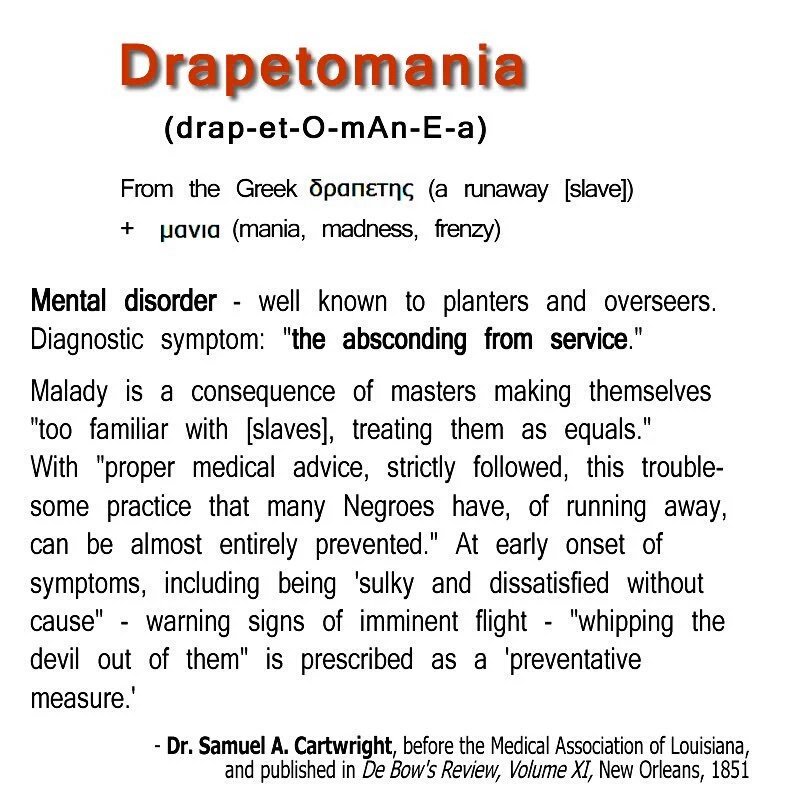 Drapetomania
(drap-et-O-mAn-E-a)
From the Greek δραπετης (a runaway [slave])
+ μανια (mania, madness, frenzy)
Mental disorder - well known to planters and overseers.
Diagnostic symptom: "the absconding from service."
Malady is a consequence of masters making themselves
"too familiar with [slaves], treating them as equals."
With "proper medical advice, strictly followed, this trouble-
some practice that many Negroes have, of running away,
can be almost entirely prevented." At early onset of
symptoms, including being 'sulky and dissatisfied without
cause" - warning signs of imminent flight - "whipping the
devil out of them" is prescribed as a 'preventative
measure.'
- Dr. Samuel A. Cartwright, before the Medical Association of Louisiana,
and published in De Bow's Review, Volume XI, New Orleans, 1851